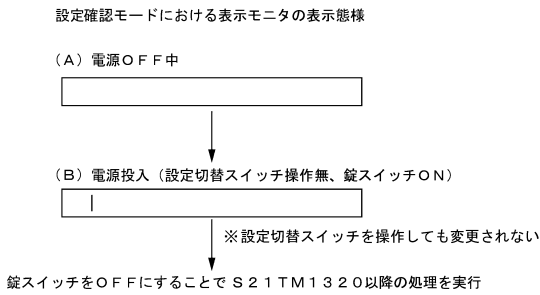 設定確認モードにおける表示モニタの表示態様
（Ａ）電源ＯＦＦ中
（Ｂ）電源投入（設定切替スイッチ操作無、錠スイッチＯＮ）
※設定切替スイッチを操作しても変更されない
錠スイッチをＯＦＦにすることでＳ２１ＴＭ１３２０以降の処理を実行